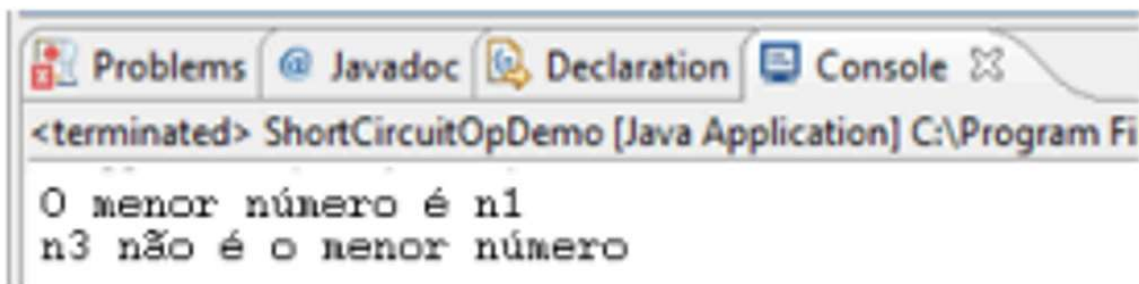 Problems @ Javadoc Declaration Console
<terminated> ShortCircuitOpDemo [Java Application] C:\Program Fi
O menor número é n1
n3 não é o menor número